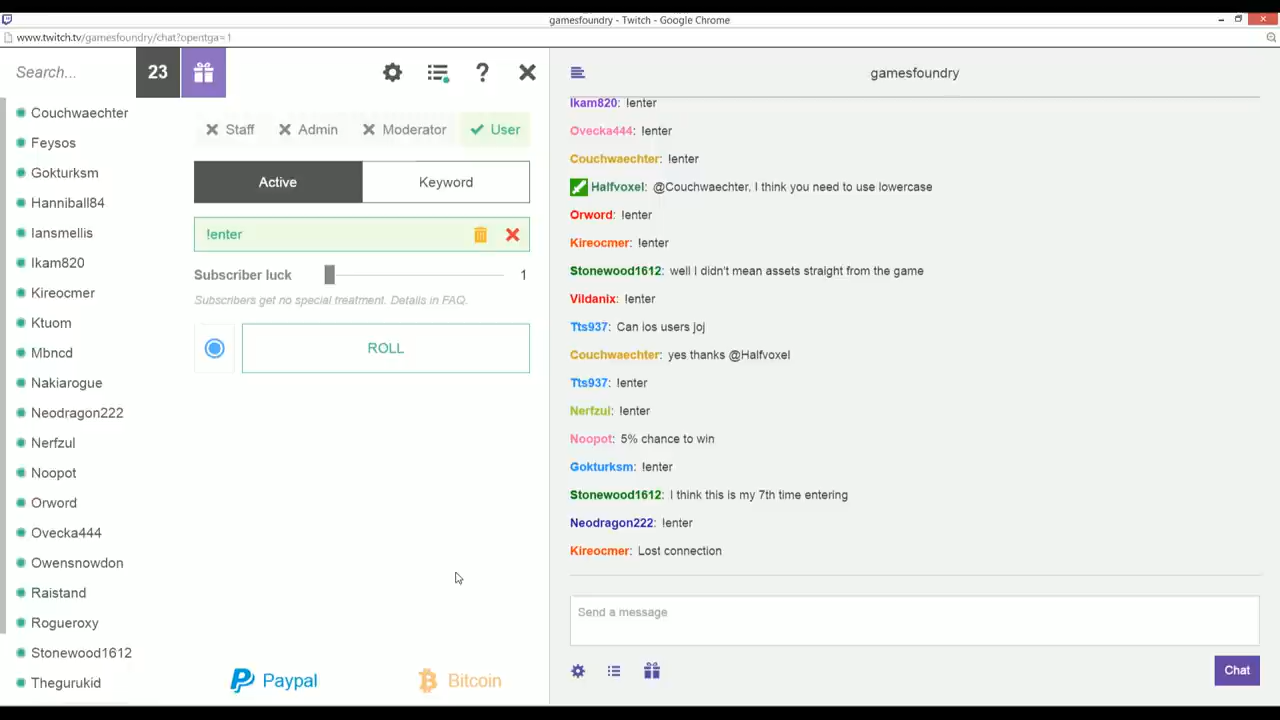 gamesfoundry - Twitch - Google Chrome
www.twitch.tv/gamesfoundry/chat?opentga=1
Search...
23
Couchwaechter
Feysos
Gokturksm
Hanniball84
Iansmellis
Ikam820
Kireocmer
Ktuom
Mbncd
Nakiarogue
Neodragon222
Nerfzul
Noopot
Orword
Ovecka444
Owensnowdon
Raistand
Rogueroxy
Stonewood1612
Thegurukid
Staff Admin Moderator User
Active Keyword
!enter
Subscriber luck 1
Subscribers get no special treatment. Details in FAQ.
ROLL
Paypal Bitcoin
gamesfoundry
Ikam820: !enter
Ovecka444: !enter
Couchwaechter: !enter
Halfvoxel: @Couchwaechter, I think you need to use lowercase
Orword: !enter
Kireocmer: !enter
Stonewood1612: well I didn't mean assets straight from the game
Vildanix: !enter
Tts937: Can ios users joj
Couchwaechter: yes thanks @Halfvoxel
Tts937: !enter
Nerfzul: !enter
Noopot: 5% chance to win
Gokturksm: !enter
Stonewood1612: I think this is my 7th time entering
Neodragon222: !enter
Kireocmer: Lost connection
Send a message
Chat